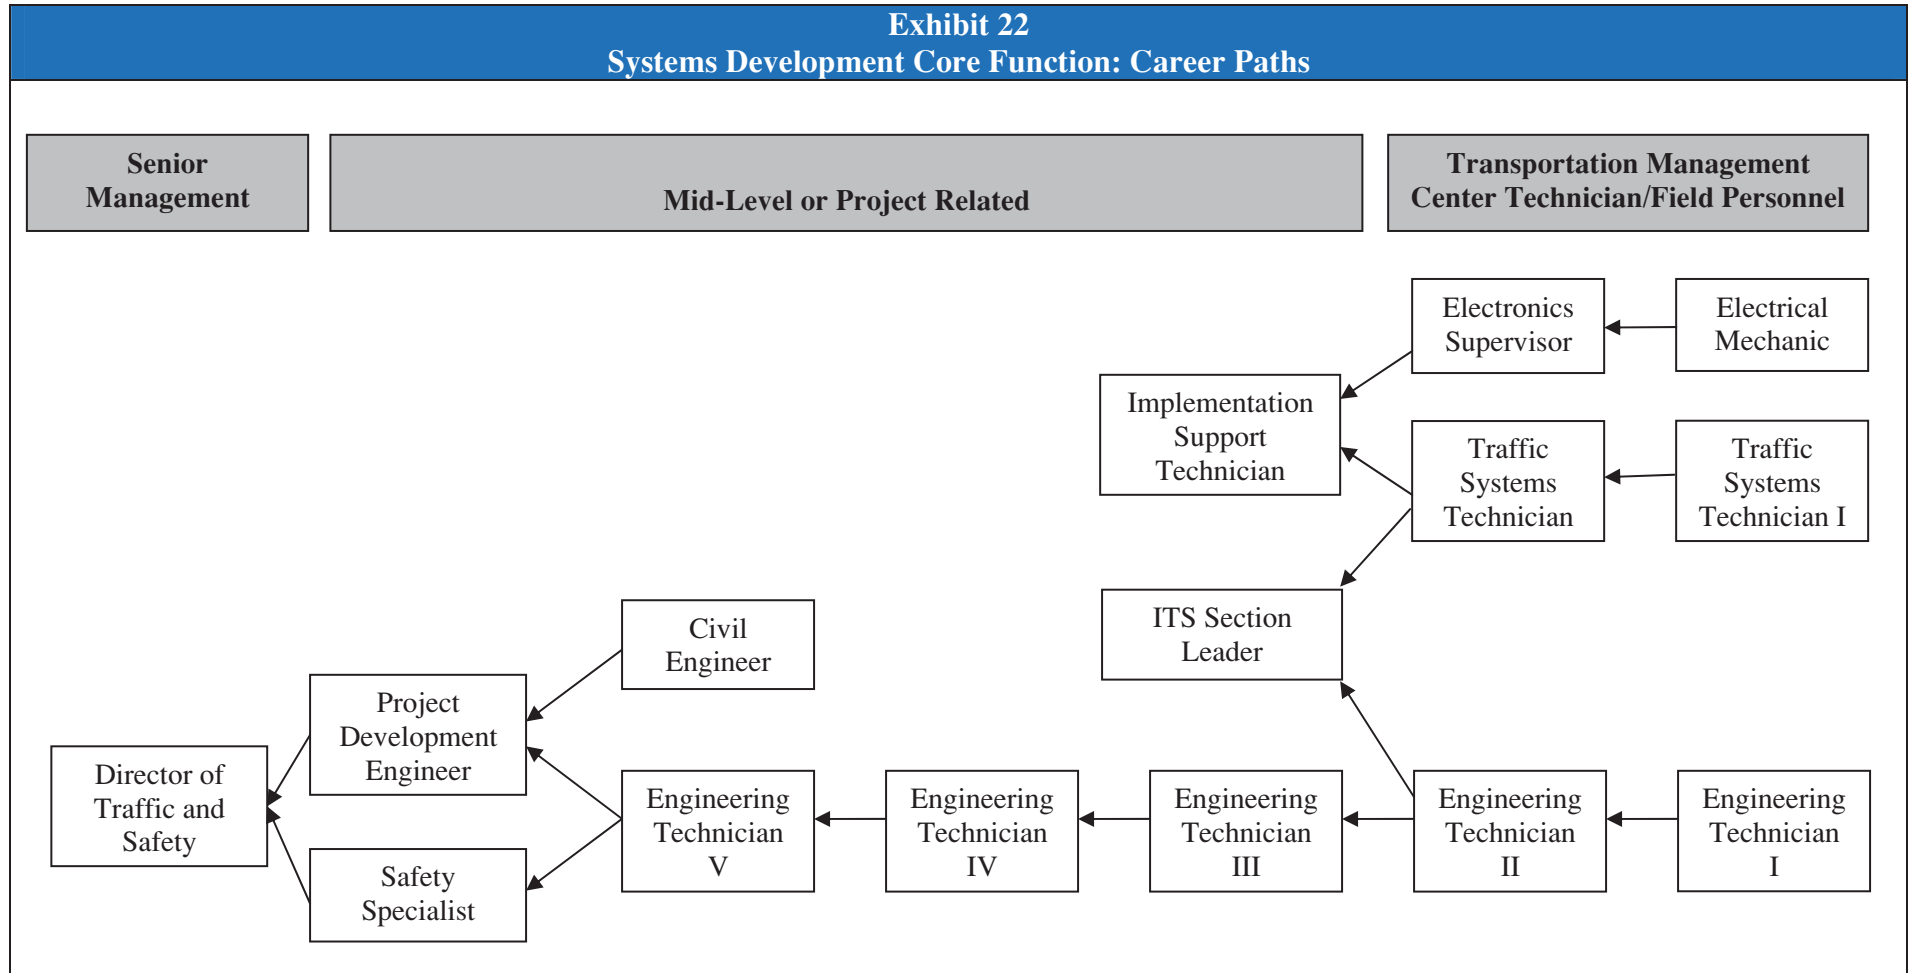 Exhibit 22
Systems Development Core Function: Career Paths
Senior
Management
Mid-Level or Project Related
Transportation Management
Center Technician/Field Personnel
Electronics
Supervisor
Electrical
Mechanic
Implementation
Support
Technician
Traffic
Systems
Technician
Traffic
Systems
Technician I
ITS Section
Leader
Civil
Engineer
Project
Development
Engineer
Director of
Traffic and
Safety
Safety
Specialist
Engineering
Technician
V
Engineering
Technician
IV
Engineering
Technician
III
Engineering
Technician
II
Engineering
Technician
I